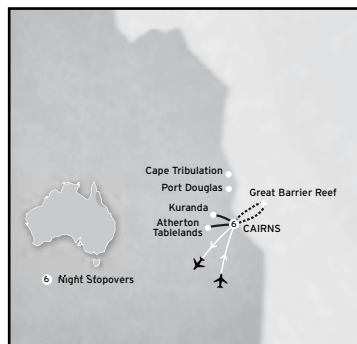 Cape Tribulation
Port Douglas
Great Barrier Reef
Kuranda
Atherton
Tablelands
6
CAIRNS
6 Night Stopovers